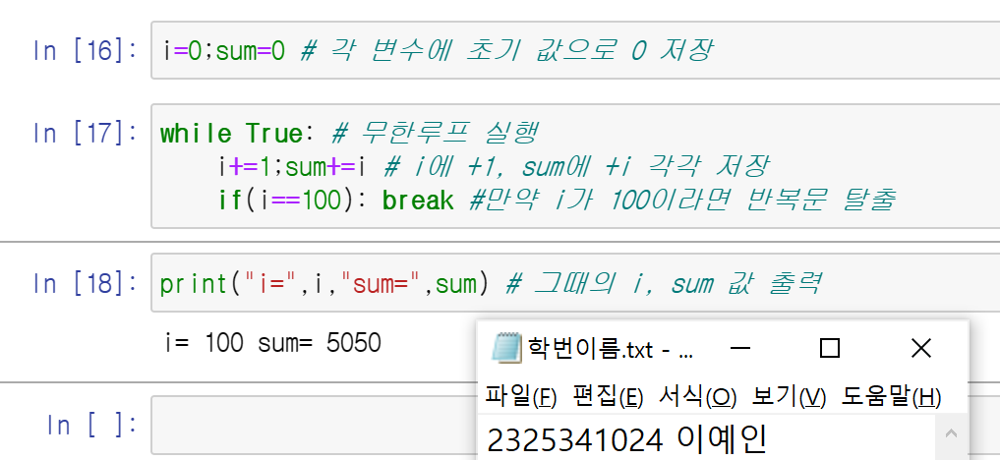 In [16]: i=0;sum=0 # 각 변수에 초기 값으로 0 저장
In [17]: while True: # 무한루프 실행
i+=1;sum+=i # i에 +1, sum에 +i 각각 저장
if(i==100): break #만약 i가 100이라면 반복문 탈출
In [18]: print("i=",i,"sum=",sum) # 그때의 i, sum 값 출력
i= 100 sum= 5050
학번이름.txt - ...
파일(F) 편집(E) 서식(O) 보기(V) 도움말(H)
In [ ]:
2325341024 이예인